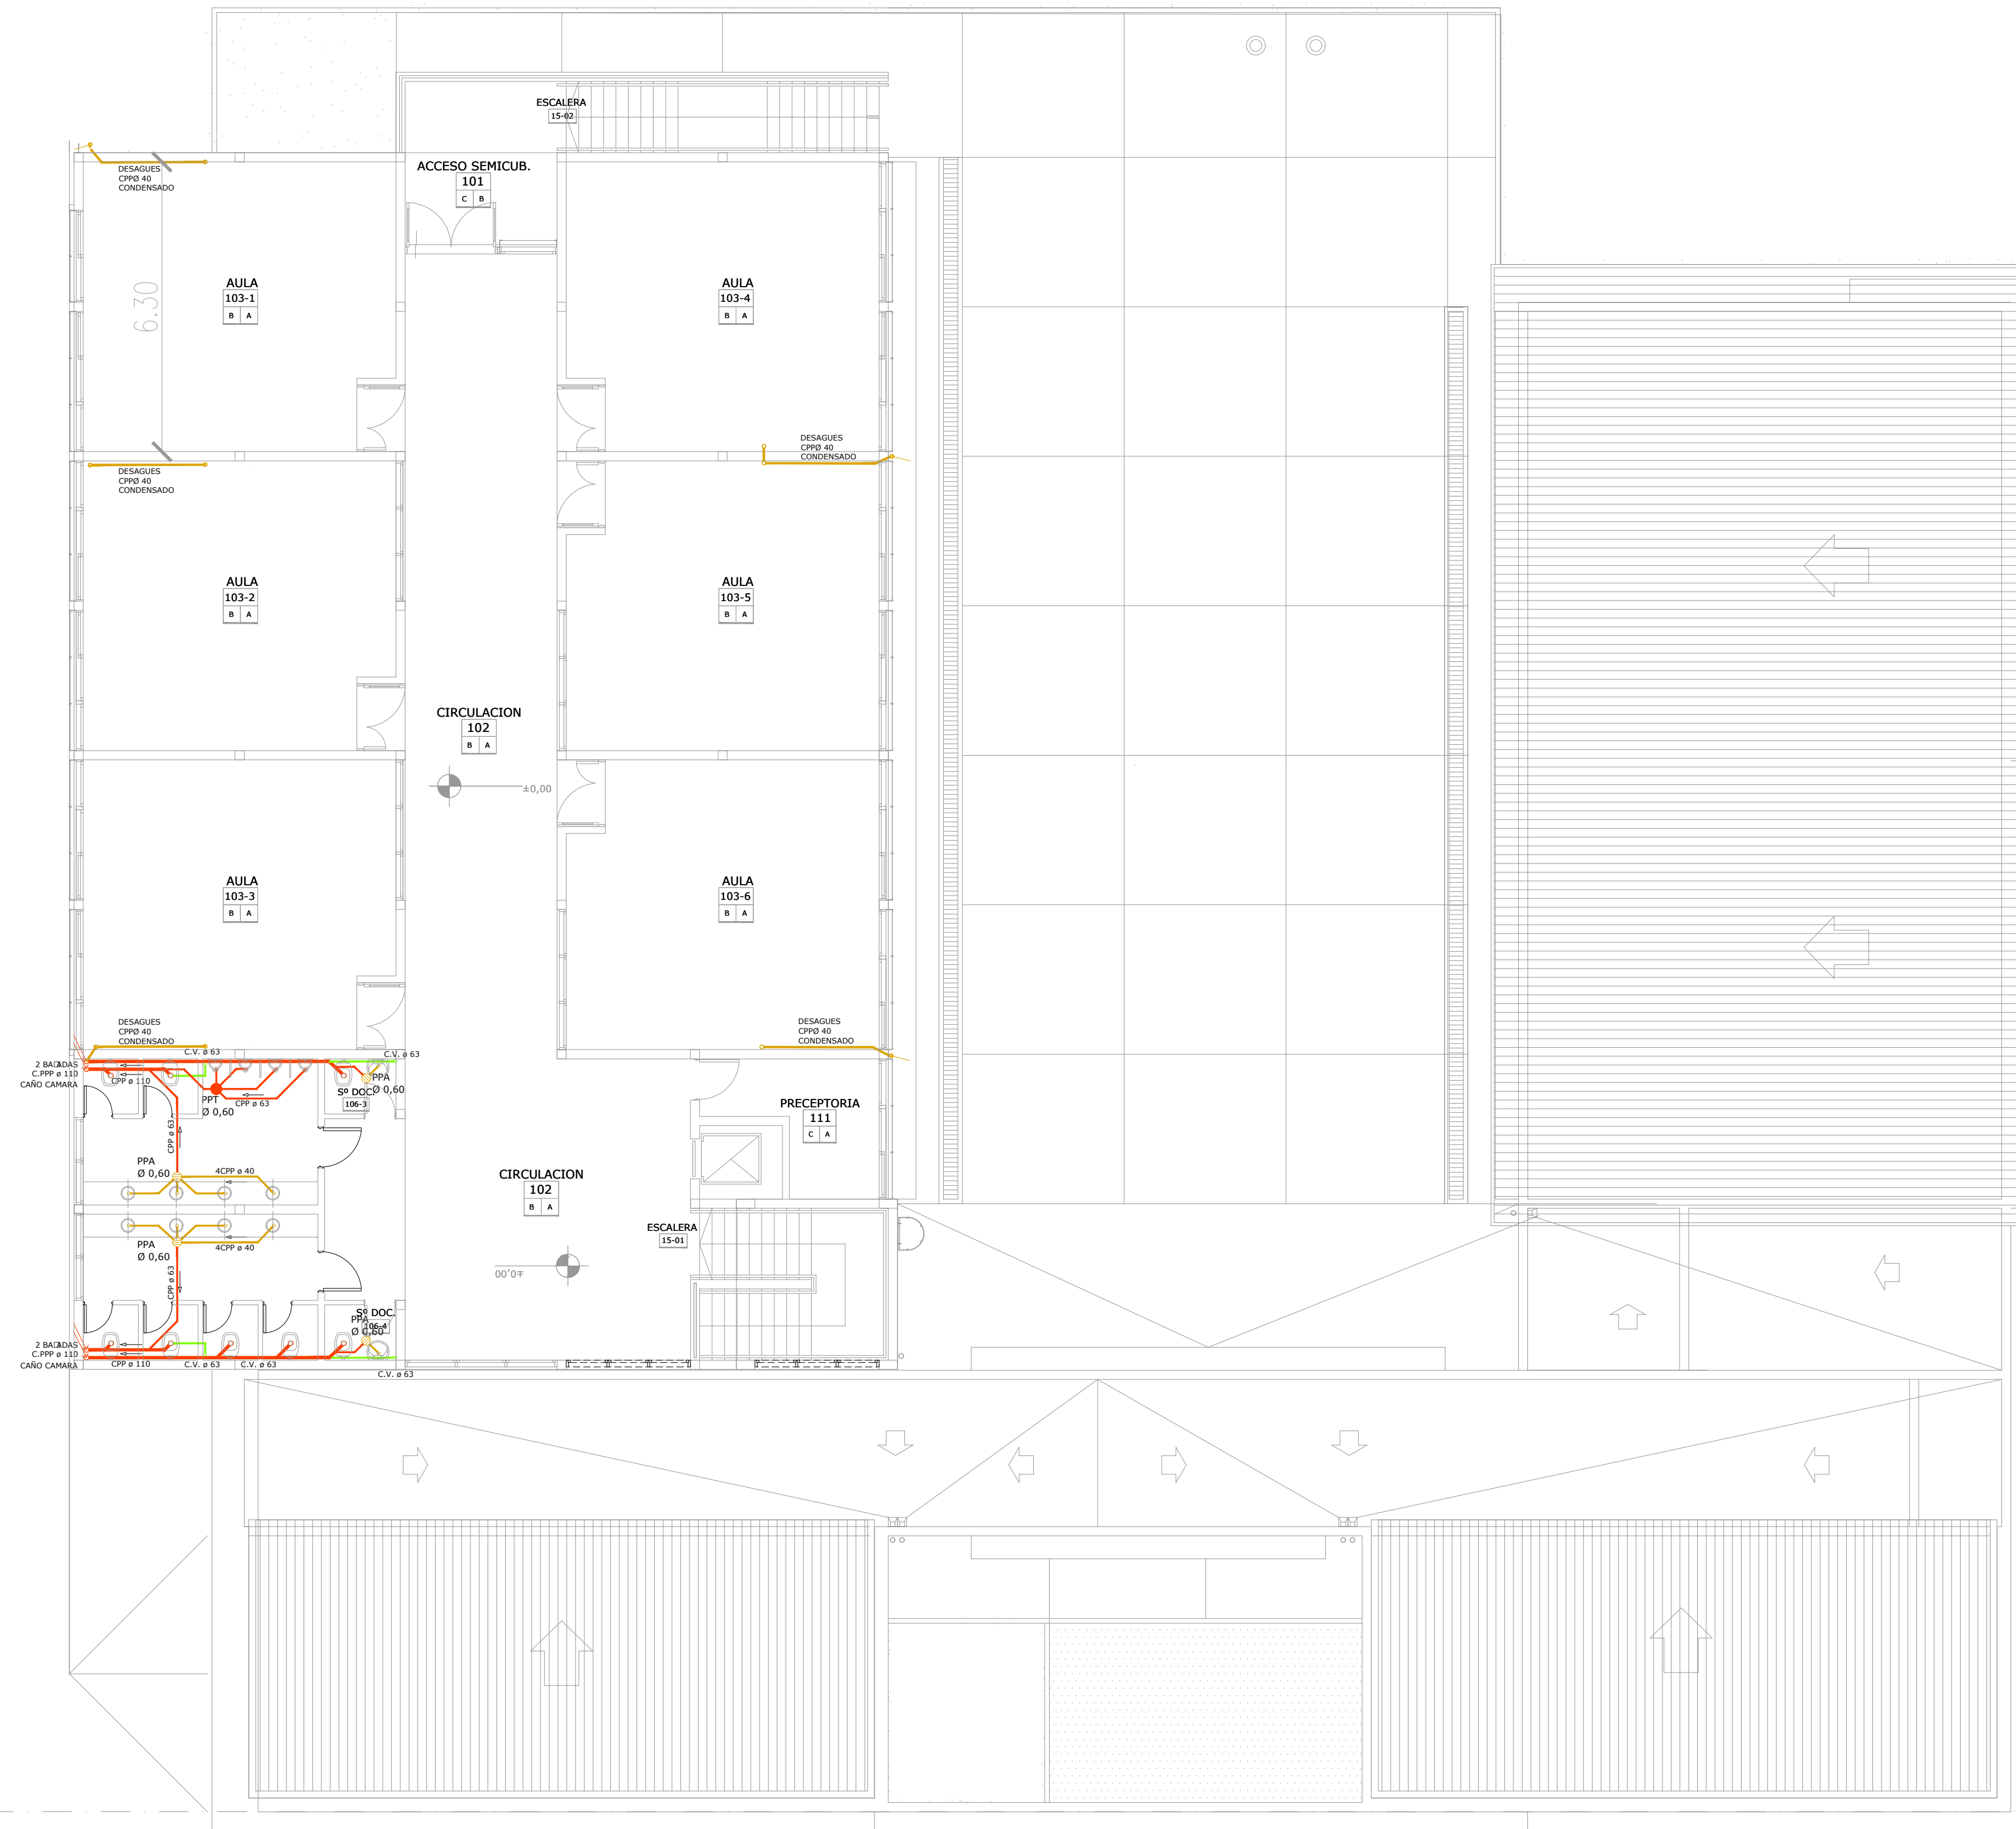 ESCALERA
15-02
ACCESO SEMICUB.
101
C B
DESAGUES
CPPØ 40
CONDENSADO
6.30
AULA
103-1
B A
AULA
103-4
B A
DESAGUES
CPPØ 40
CONDENSADO
DESAGUES
CPPØ 40
CONDENSADO
AULA
103-2
B A
AULA
103-5
B A
CIRCULACION
102
B A
±0,00
AULA
103-3
B A
AULA
103-6
B A
DESAGUES
CPPØ 40
CONDENSADO
DESAGUES
CPPØ 40
CONDENSADO
C.V. ø 63
C.V. ø 63
C.PPP ø 110
CAÑO CAMARA
CPP ø 110
PPT
Ø 0,60
CPP ø 63
PPA
Ø 0,60
Sº DOC.
106-3
PRECEPTORIA
111
C A
CPP ø 63
PPA
Ø 0,60
4CPP ø 40
CIRCULACION
102
B A
PPA
Ø 0,60
4CPP ø 40
CPP ø 63
ESCALERA
15-01
±0,00
Sº DOC.
106-4
PPA
Ø 0,60
C.PPP ø 110
CAÑO CAMARA
CPP ø 110
C.V. ø 63
C.V. ø 63
C.V. ø 63